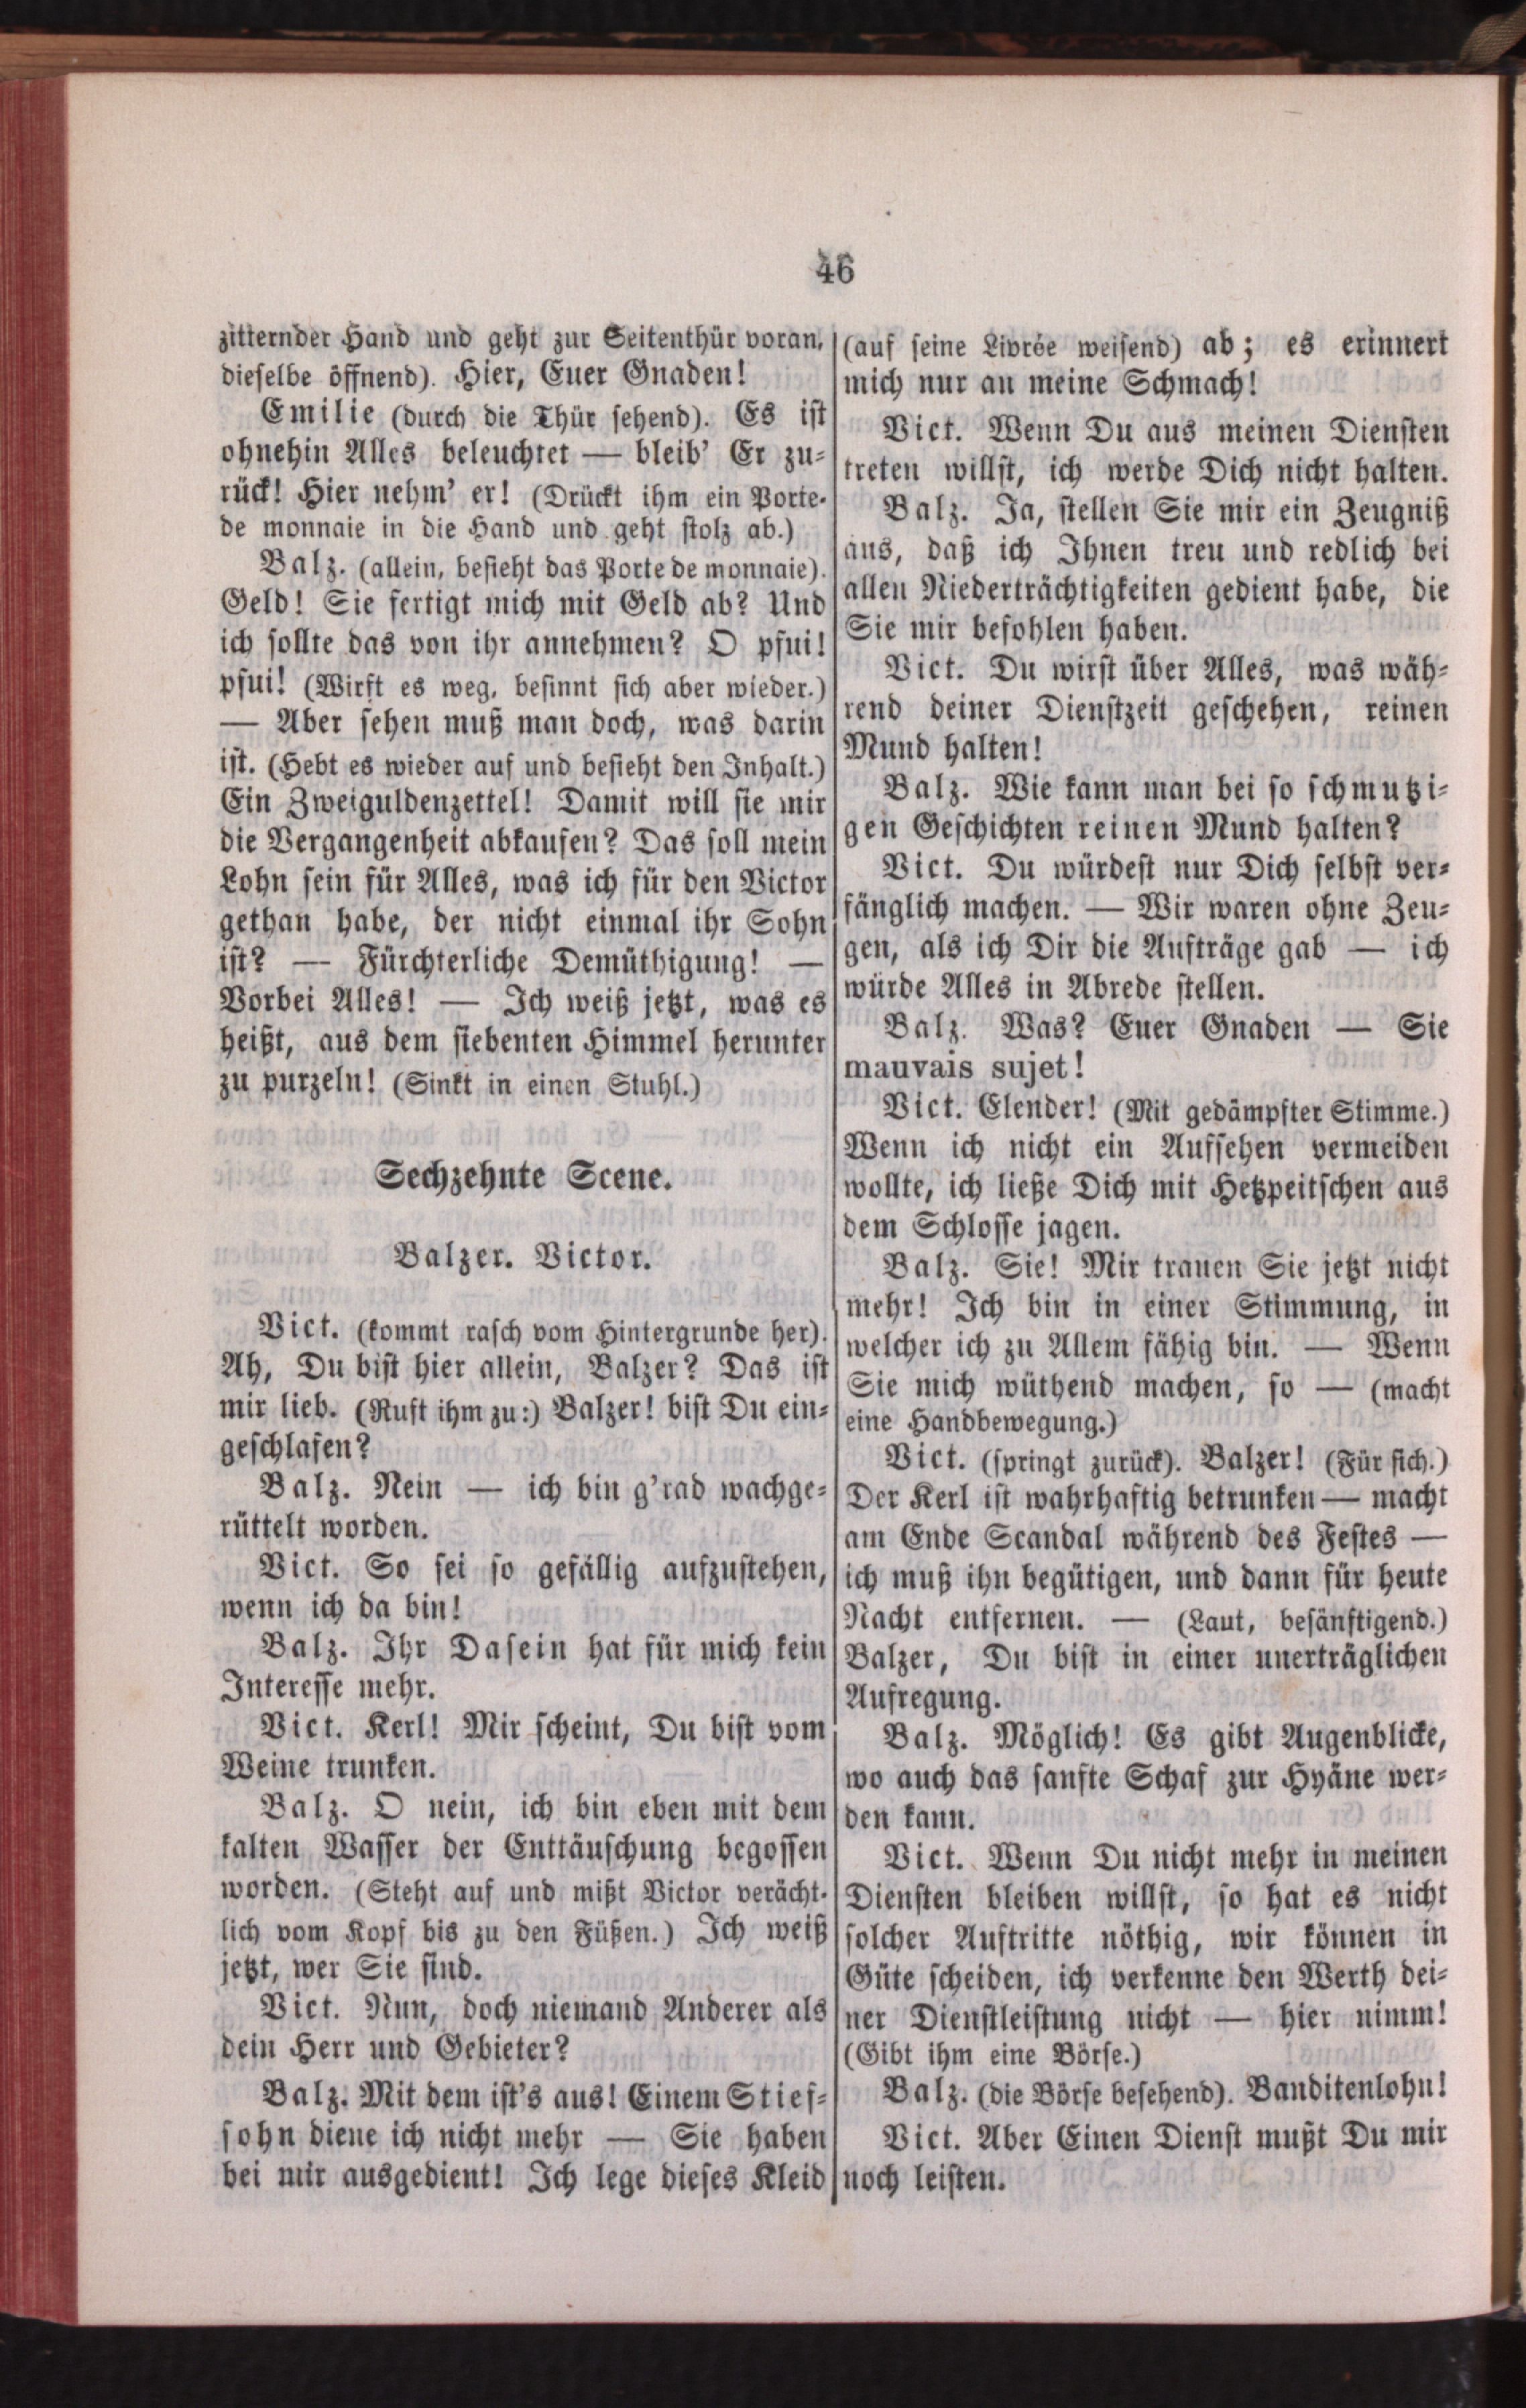 46
zitternder Hand und geht zur Seitenthür voran,
dieselbe öffnend). Hier, Euer Gnaden!
Emilie (durch die Thür sehend). Es ist
ohnehin Alles beleuchtet — bleib' Er zu-
rück! Hier nehm' er! (Drückt ihm ein Porte-
de monnaie in die Hand und geht stolz ab.)
Balz. (allein, besieht das Porte de monnaie).
Geld! Sie fertigt mich mit Geld ab? Und
ich sollte das von ihr annehmen? O pfui!
pfui! (Wirft es weg, besinnt sich aber wieder.)
— Aber sehen muß man doch, was darin
ist. (Hebt es wieder auf und besieht den Inhalt.)
Ein Zweiguldenzettel! Damit will sie mir
die Vergangenheit abkaufen? Das soll mein
Lohn sein für Alles, was ich für den Victor
gethan habe, der nicht einmal ihr Sohn
ist? — Fürchterliche Demüthigung! —
Vorbei Alles! — Ich weiß jetzt, was es
heißt, aus dem siebenten Himmel herunter
zu purzeln! (Sinkt in einen Stuhl.)
Sechzehnte Scene.
Balzer. Victor.
Vict. (kommt rasch vom Hintergrunde her).
Ah, Du bist hier allein, Balzer? Das ist
mir lieb. (Ruft ihm zu:) Balzer! bist Du ein-
geschlafen?
Balz. Nein — ich bin g'rad wachge-
rüttelt worden.
Vict. So sei so gefällig aufzustehen,
wenn ich da bin!
Balz. Ihr Dasein hat für mich kein
Interesse mehr.
Vict. Kerl! Mir scheint, Du bist vom
Weine trunken.
Balz. O nein, ich bin eben mit dem
kalten Wasser der Enttäuschung begossen
worden. (Steht auf und mißt Victor verächt-
lich vom Kopf bis zu den Füßen.) Ich weiß
jetzt, wer Sie sind.
Vict. Nun, doch niemand Anderer als
dein Herr und Gebieter?
Balz. Mit dem ist's aus! Einem Stief-
sohn diene ich nicht mehr — Sie haben
bei mir ausgedient! Ich lege dieses Kleid
(auf seine Livrée weisend) ab; es erinnert
mich nur an meine Schmach!
Vict. Wenn Du aus meinen Diensten
treten willst, ich werde Dich nicht halten.
Balz. Ja, stellen Sie mir ein Zeugniß
aus, daß ich Ihnen treu und redlich bei
allen Niederträchtigkeiten gedient habe, die
Sie mir befohlen haben.
Vict. Du wirst über Alles, was wäh-
rend deiner Dienstzeit geschehen, reinen
Mund halten!
Balz. Wie kann man bei so schmutzi-
gen Geschichten reinen Mund halten?
Vict. Du würdest nur Dich selbst ver-
fänglich machen. — Wir waren ohne Zeu-
gen, als ich Dir die Aufträge gab — ich
würde Alles in Abrede stellen.
Balz. Was? Euer Gnaden — Sie
mauvais sujet!
Vict. Elender! (Mit gedämpfter Stimme.)
Wenn ich nicht ein Aufsehen vermeiden
wollte, ich ließe Dich mit Hetzpeitschen aus
dem Schlosse jagen.
Balz. Sie! Mir trauen Sie jetzt nicht
mehr! Ich bin in einer Stimmung, in
welcher ich zu Allem fähig bin. — Wenn
Sie mich wüthend machen, so — (macht
eine Handbewegung.)
Vict. (springt zurück). Balzer! (Für sich.)
Der Kerl ist wahrhaftig betrunken — macht
am Ende Scandal während des Festes —
ich muß ihn begütigen, und dann für heute
Nacht entfernen. — (Laut, besänftigend.)
Balzer, Du bist in einer unerträglichen
Aufregung.
Balz. Möglich! Es gibt Augenblicke,
wo auch das sanfte Schaf zur Hyäne wer-
den kann.
Vict. Wenn Du nicht mehr in meinen
Diensten bleiben willst, so hat es nicht
solcher Auftritte nöthig, wir können in
Güte scheiden, ich verkenne den Werth dei-
ner Dienstleistung nicht — hier nimm!
(Gibt ihm eine Börse.)
Balz. (die Börse besehend). Banditenlohn!
Vict. Aber Einen Dienst mußt Du mir
noch leisten.